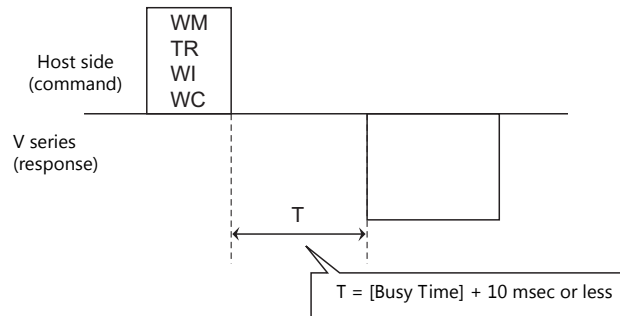 WM
TR
WI
WC
Host side
(command)
V series
(response)
T
T = [Busy Time] + 10 msec or less